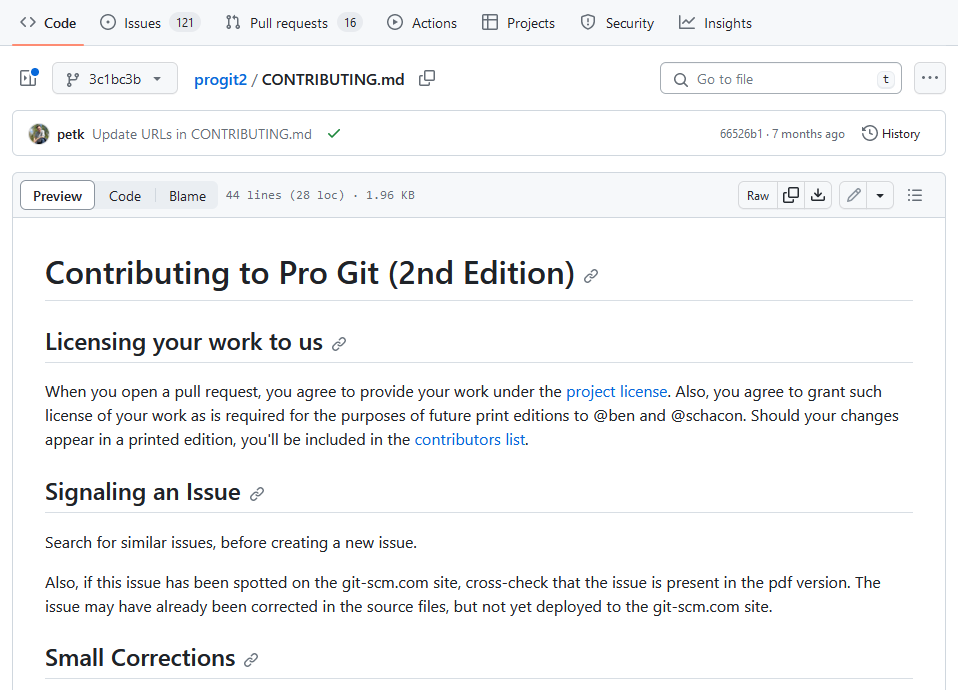 Code Issues 121 Pull requests 16 Actions Projects Security Insights
3c1bc3b progit2 / CONTRIBUTING.md Go to file t
petk Update URLs in CONTRIBUTING.md 66526b1 · 7 months ago History
Preview Code Blame 44 lines (28 loc) · 1.96 KB Raw
Contributing to Pro Git (2nd Edition)
Licensing your work to us
When you open a pull request, you agree to provide your work under the project license. Also, you agree to grant such
license of your work as is required for the purposes of future print editions to @ben and @schacon. Should your changes
appear in a printed edition, you'll be included in the contributors list.
Signaling an Issue
Search for similar issues, before creating a new issue.
Also, if this issue has been spotted on the git-scm.com site, cross-check that the issue is present in the pdf version. The
issue may have already been corrected in the source files, but not yet deployed to the git-scm.com site.
Small Corrections